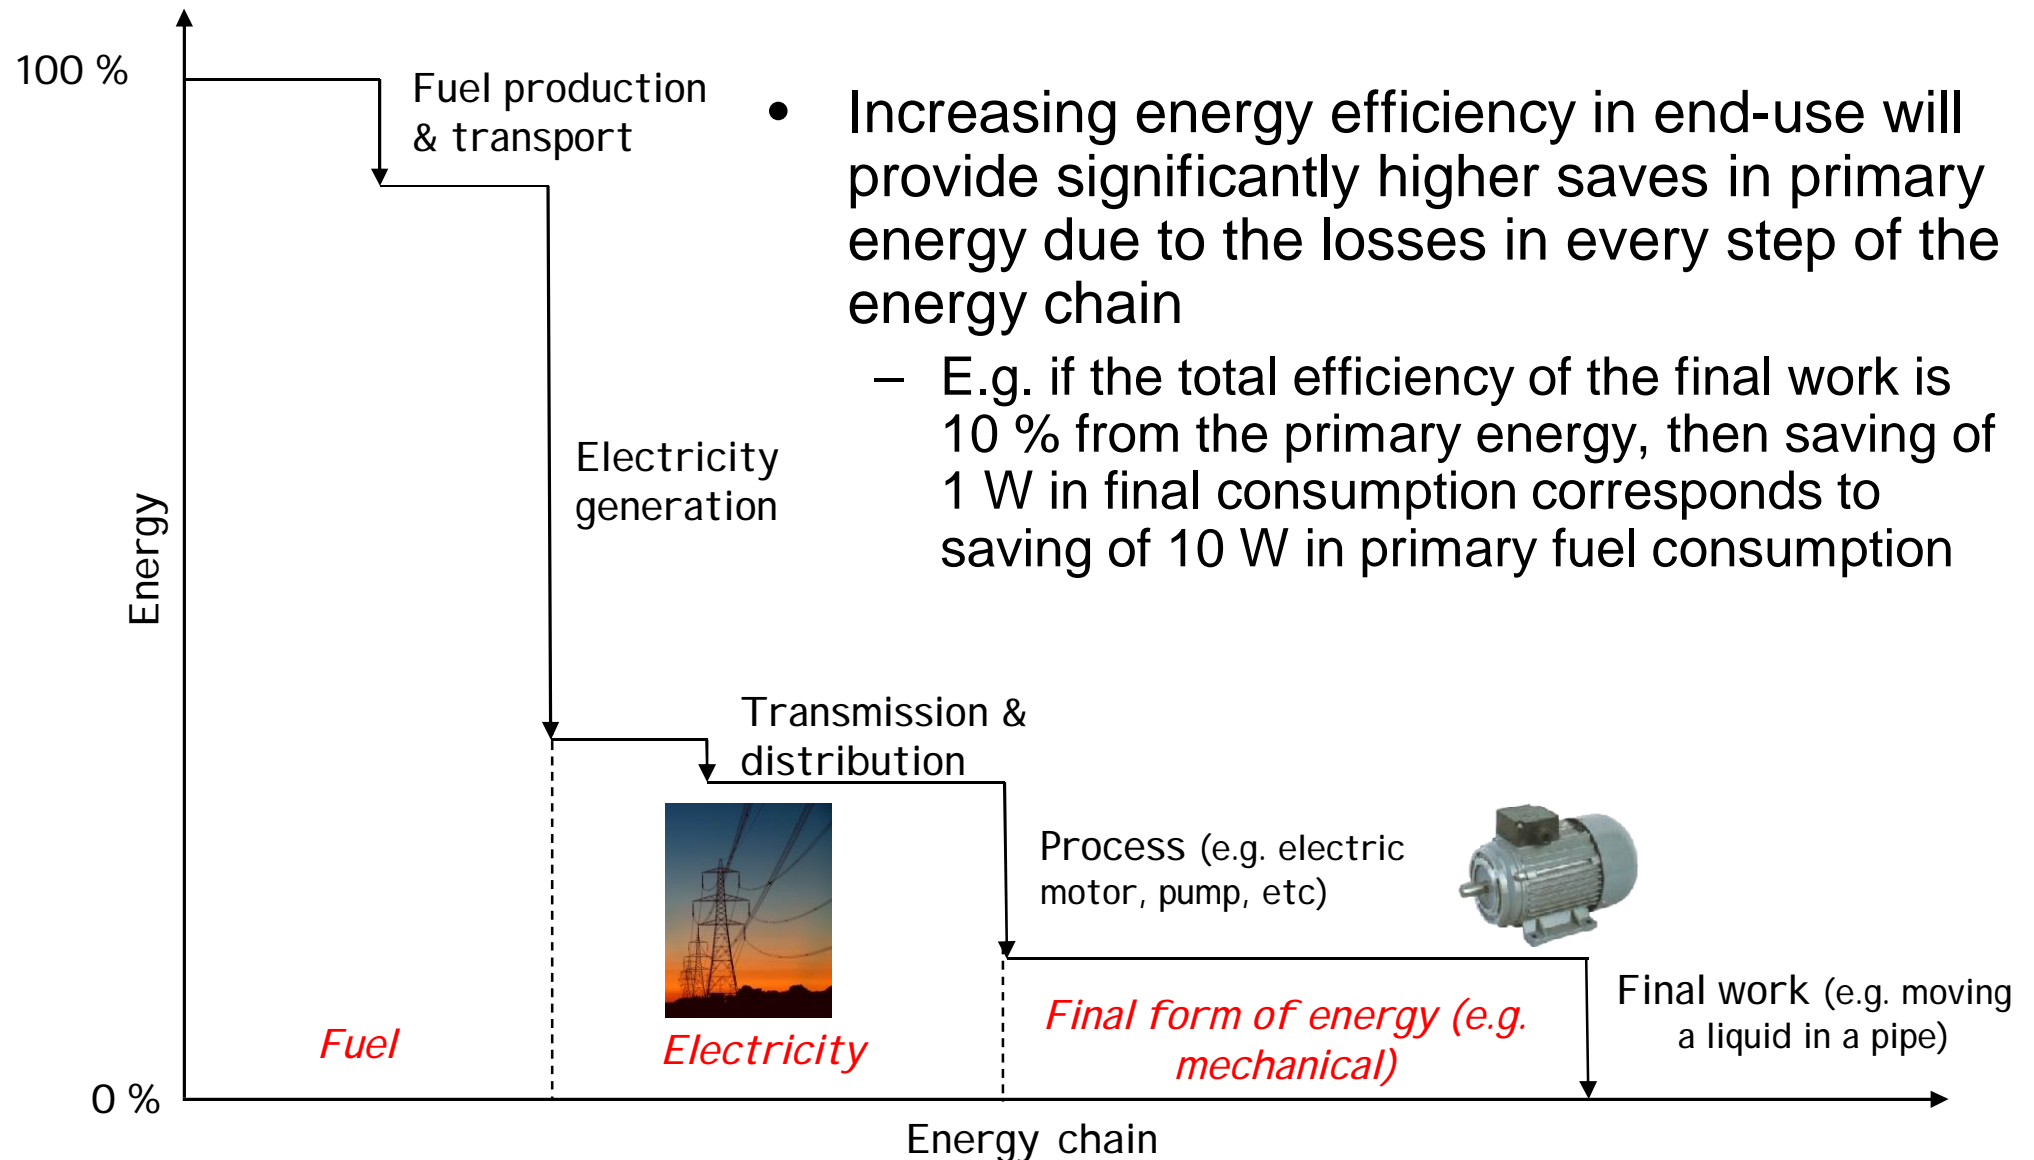 100 %
Fuel production
& transport
• Increasing energy efficiency in end-use will
provide significantly higher saves in primary
energy due to the losses in every step of the
energy chain
– E.g. if the total efficiency of the final work is
10 % from the primary energy, then saving of
1 W in final consumption corresponds to
saving of 10 W in primary fuel consumption
Electricity
generation
Energy
Transmission &
distribution
Process (e.g. electric
motor, pump, etc)
Final work (e.g. moving
a liquid in a pipe)
Fuel
Electricity
Final form of energy (e.g.
mechanical)
0 %
Energy chain